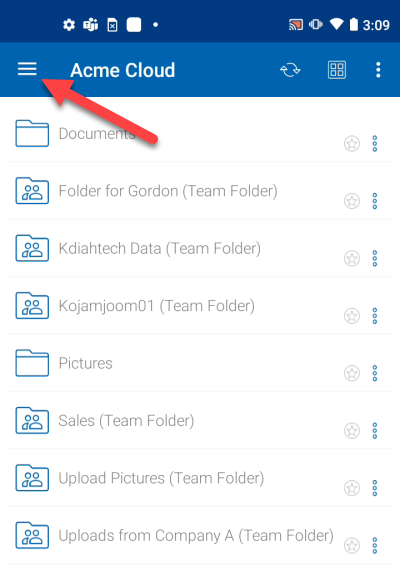 3:09
Acme Cloud
Documents
Folder for Gordon (Team Folder)
Kdiahtech Data (Team Folder)
Kojamjoom01 (Team Folder)
Pictures
Sales (Team Folder)
Upload Pictures (Team Folder)
Uploads from Company A (Team Folder)